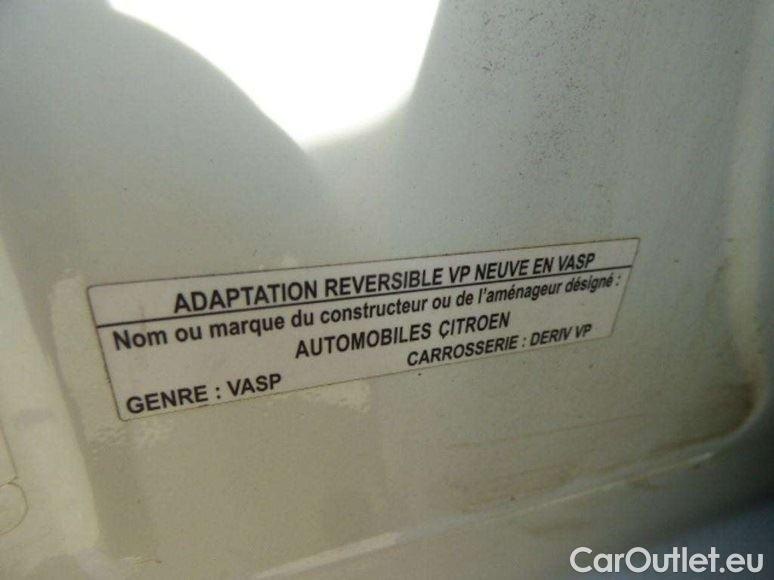 ADAPTATION REVERSIBLE VP NEUVE EN VASP
Nom ou marque du constructeur ou de l'aménageur désigné :
AUTOMOBILES ÇITROEN
GENRE : VASP CARROSSERIE : DERIV VP
CarOutlet.eu